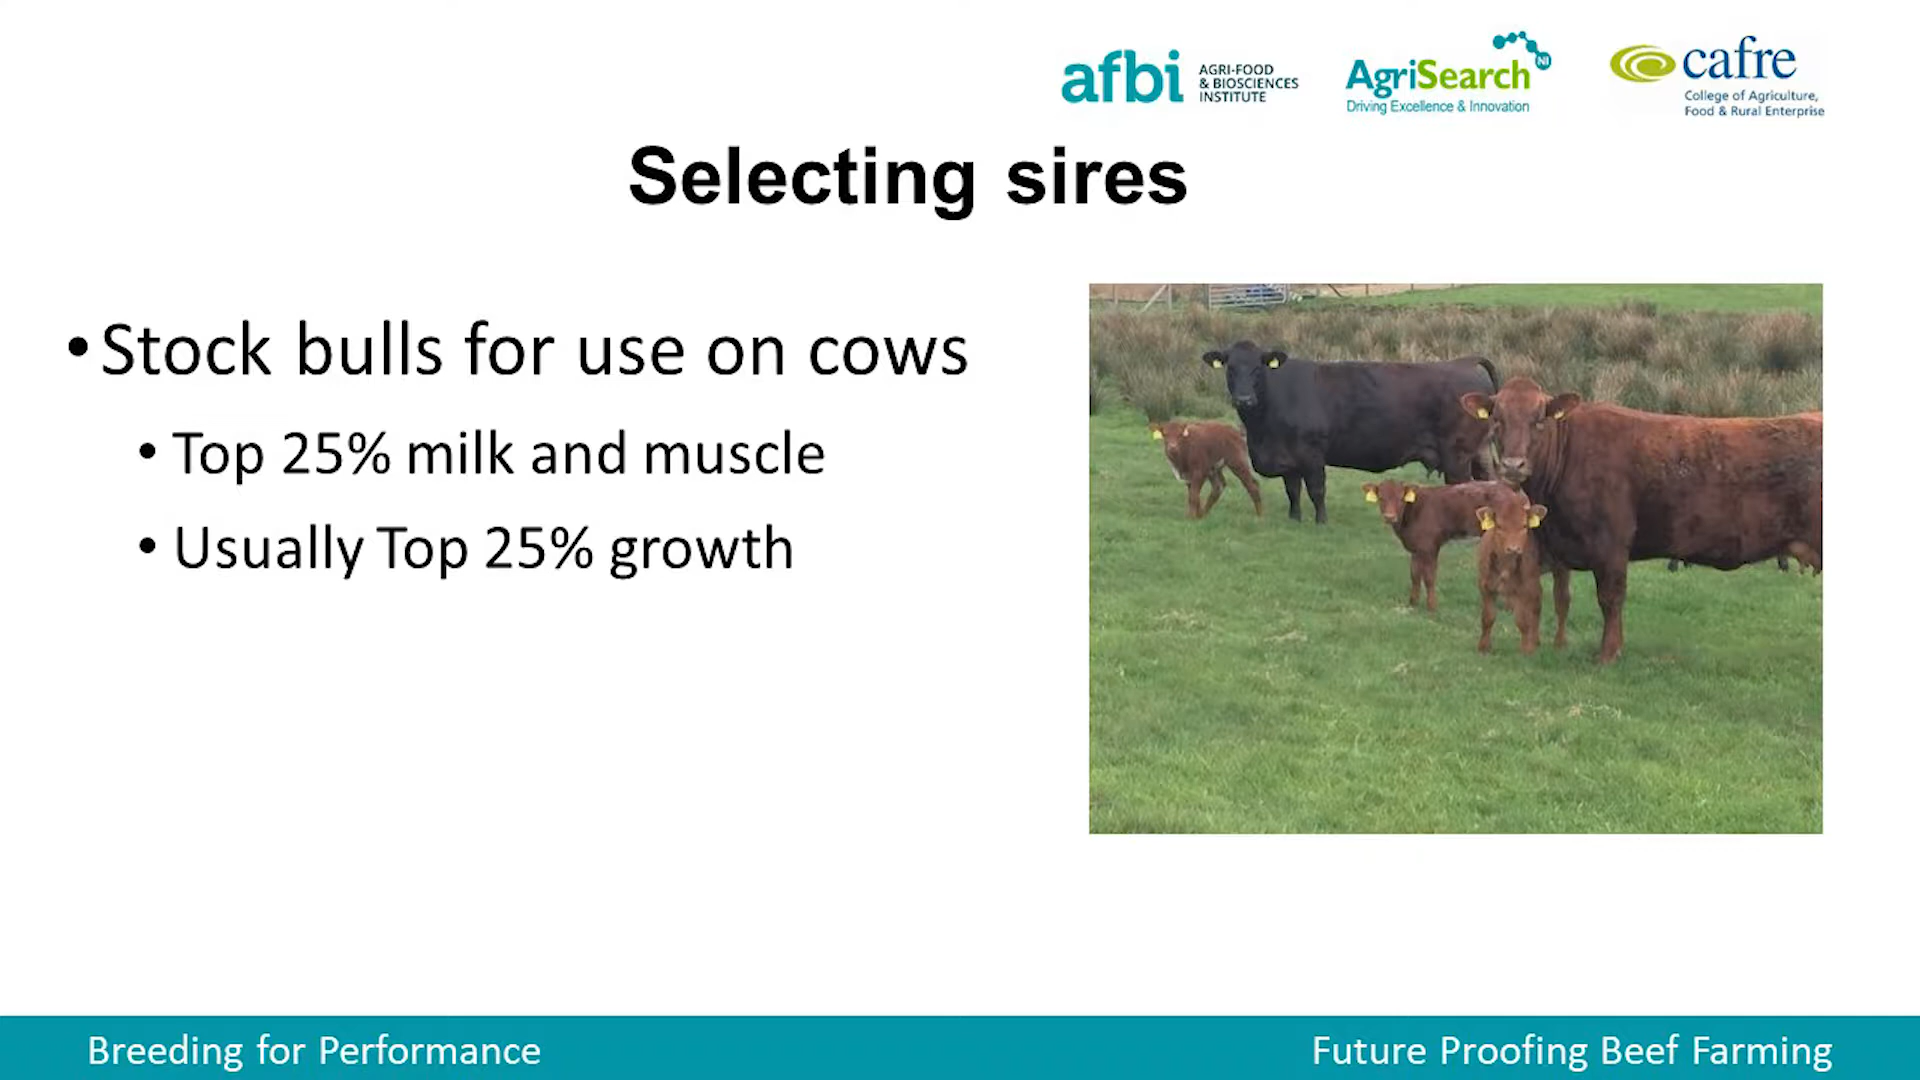 afbi AGRI-FOOD
& BIOSCIENCES
INSTITUTE
AgriSearch NI
Driving Excellence & Innovation
cafre
College of Agriculture,
Food & Rural Enterprise
Selecting sires
• Stock bulls for use on cows
• Top 25% milk and muscle
• Usually Top 25% growth
Breeding for Performance
Future Proofing Beef Farming